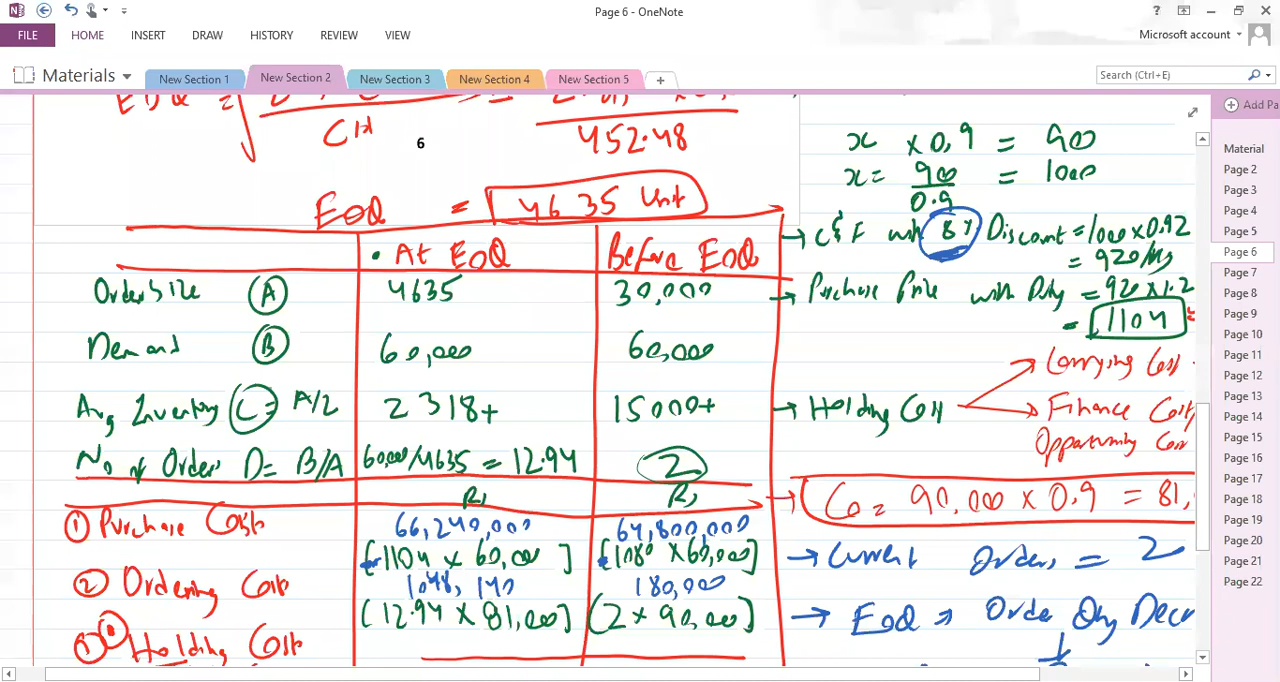 Page 6 - OneNote
Microsoft account
FILE HOME INSERT DRAW HISTORY REVIEW VIEW
Materials New Section 1 New Section 2 New Section 3 New Section 4 New Section 5
Search (Ctrl+E)
Add Pa
Material
Page 2
Page 3
Page 4
Page 5
Page 6
Page 7
Page 8
Page 9
Page 10
Page 11
Page 12
Page 13
Page 14
Page 15
Page 16
Page 17
Page 18
Page 19
Page 20
Page 21
Page 22
EOQ =
CH
452.48
6
EOQ = 4635 Unit
At EOQ Before EOQ
Order Size A 4635 30,000
Demand B 60,000 60,000
Avg Inventory C = A/2 2318+ 15000+
No of Orders D = B/A 60,000/4635 = 12.94 2
R, R,
1 Purchase Cost 66,240,000 64,800,000
[1104 x 60,000] [1080 x 60,000]
2 Ordering Cost 1048,140 180,000
(12.94 x 81,000] (2 x 90,000]
Holding Cost
x x 0,9 = 900
x = 900 / 0.9 = 1000
C&F with 8% Discount = 1000 x 0.92
= 920
Purchase Price with Duty = 920 x 1.2
= 1104
Carrying Cos
Holding Cost Finance Cos
Opportunity Cos
Co = 90,000 x 0.9 = 81,
Current Orders = 2
EOQ Order Qty Decr